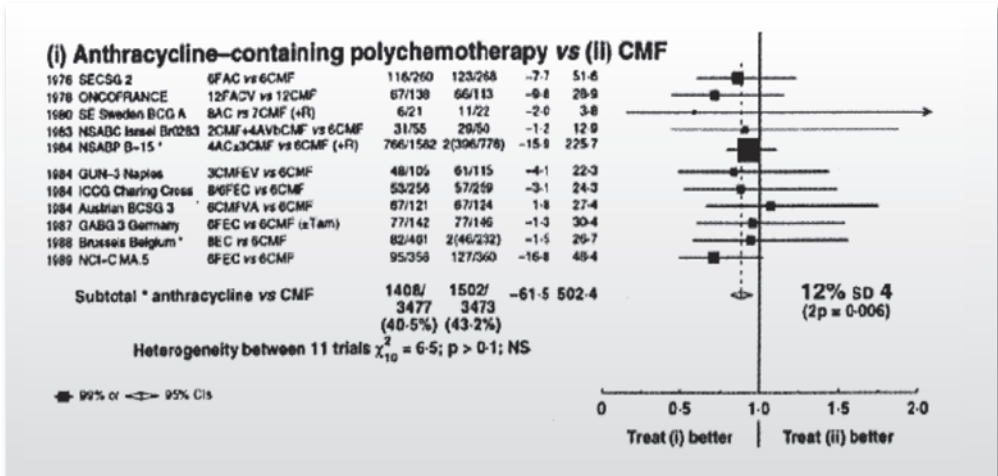 (i) Anthracycline–containing polychemotherapy vs (ii) CMF
1976 SECSG 2 6FAC vs 6CMF 116/260 123/268 –7·7 51·6
1978 ONCOFRANCE 12FACV vs 12CMF 67/138 66/113 –9·8 28·9
1980 SE Sweden BCG A 8AC vs 7CMF (+R) 6/21 11/22 –2·0 3·8
1983 NSABC Israel Br0283 2CMF+4AVbCMF vs 6CMF 31/55 29/50 –1·2 12·9
1984 NSABP B–15 * 4AC±3CMF vs 6CMF (+R) 766/1562 2(396/776) –15·9 225·7
1984 GUN–3 Naples 3CMFEV vs 6CMF 48/105 61/115 –4·1 22·3
1984 ICCG Charing Cross 8/6FEC vs 6CMF 53/256 57/259 –3·1 24·3
1984 Austrian BCSG 3 6CMFVA vs 6CMF 67/121 67/124 1·8 27·4
1987 GABG 3 Germany 6FEC vs 6CMF (±Tam) 77/142 77/146 –1·3 30·4
1988 Brussels Belgium * 8EC vs 6CMF 82/401 2(46/232) –1·5 26·7
1989 NCI–C MA.5 6FEC vs 6CMF 95/356 127/360 –16·8 48·4
Subtotal * anthracycline vs CMF 1408/ 1502/ –61·5 502·4 12% SD 4
3477 3473 (2p = 0·006)
(40·5%) (43·2%)
Heterogeneity between 11 trials χ²₁₀ = 6·5; p > 0·1; NS
99% or 95% CIs
0 0·5 1·0 1·5 2·0
Treat (i) better Treat (ii) better